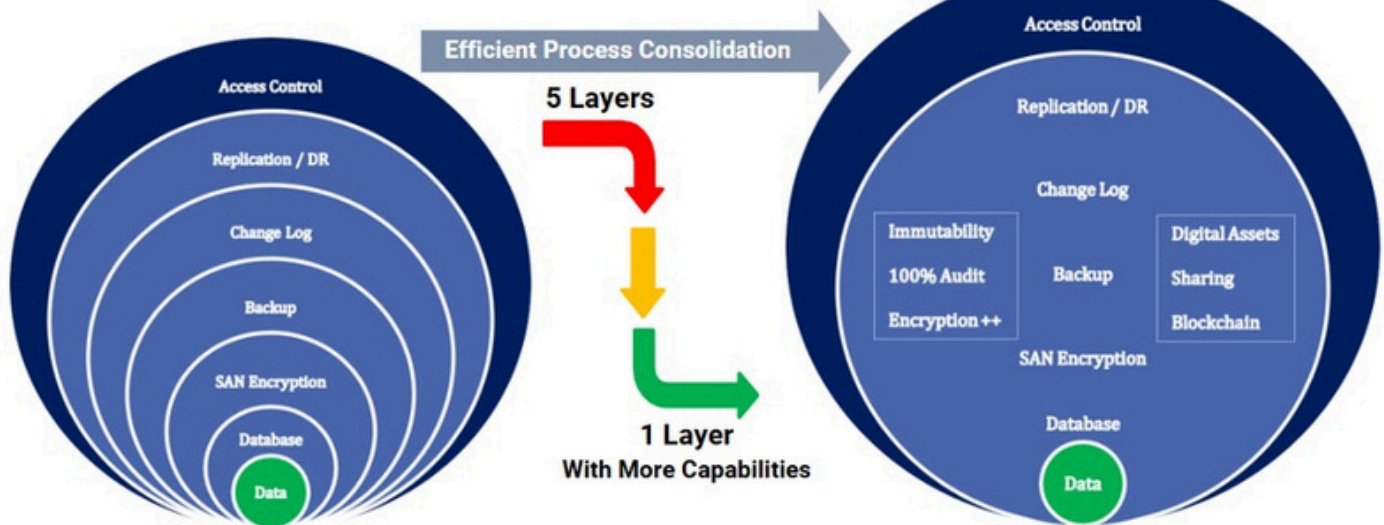 Access Control
Replication / DR
Change Log
Backup
SAN Encryption
Database
Data
Efficient Process Consolidation
5 Layers
1 Layer
With More Capabilities
Access Control
Replication / DR
Change Log
Immutability
100% Audit
Encryption ++
Backup
Digital Assets
Sharing
Blockchain
SAN Encryption
Database
Data